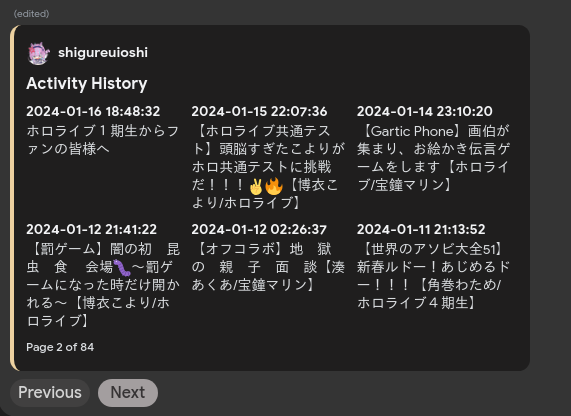 (edited)
shigureuioshi
Activity History
2024-01-16 18:48:32
ホロライブ１期生からフ
ァンの皆様へ
2024-01-15 22:07:36
【ホロライブ共通テス
ト】頭脳すぎたこよりが
ホロ共通テストに挑戦
だ！！！✌️🔥【博衣こ
より/ホロライブ】
2024-01-14 23:10:20
【Gartic Phone】画伯が
集まり、お絵かき伝言ゲ
ームをします【ホロライ
ブ/宝鐘マリン】
2024-01-12 21:41:22
【罰ゲーム】闇の初　昆
虫　食　会場🐛～罰ゲ
ームになった時だけ開か
れる～【博衣こより/ホ
ロライブ】
2024-01-12 02:26:37
【オフコラボ】地　獄
の　親　子　面　談【湊
あくあ/宝鐘マリン】
2024-01-11 21:13:52
【世界のアソビ大全51】
新春ルドー！あじめるド
ー！！！【角巻わため/
ホロライブ４期生】
Page 2 of 84
Previous
Next